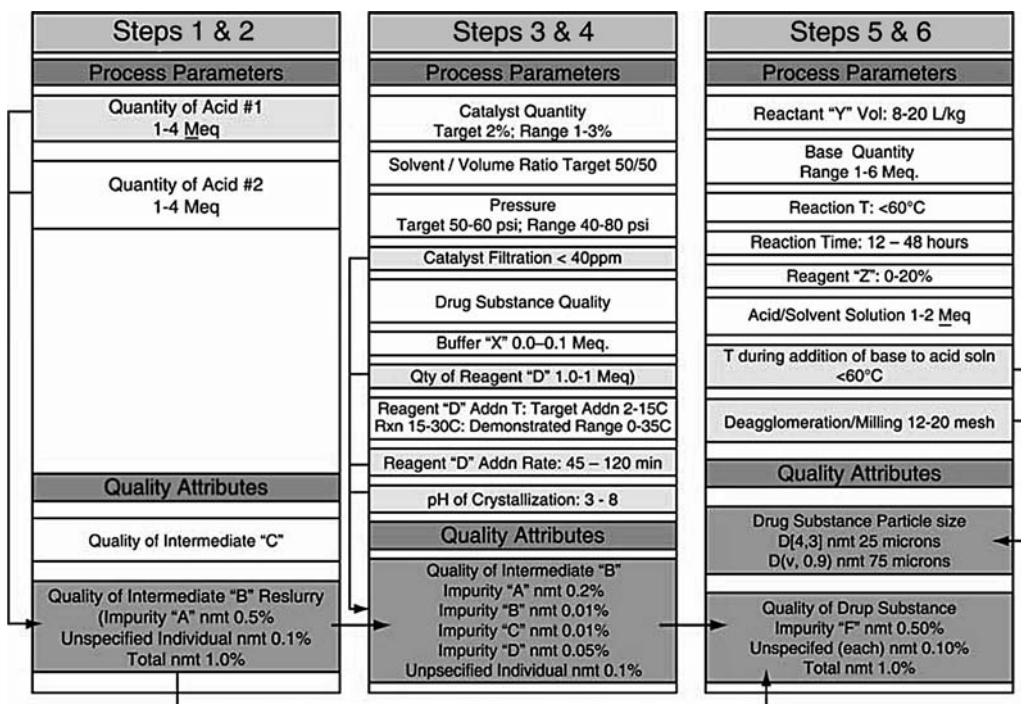 Steps 1 & 2
Process Parameters
Quantity of Acid #1
1-4 Meq
Quantity of Acid #2
1-4 Meq
Quality Attributes
Quality of Intermediate “C”
Quality of Intermediate “B” Reslurry
(Impurity “A” nmt 0.5%
Unspecified Individual nmt 0.1%
Total nmt 1.0%
Steps 3 & 4
Process Parameters
Catalyst Quantity
Target 2%; Range 1-3%
Solvent / Volume Ratio Target 50/50
Pressure
Target 50-60 psi; Range 40-80 psi
Catalyst Filtration < 40ppm
Drug Substance Quality
Buffer “X” 0.0–0.1 Meq.
Qty of Reagent “D” 1.0-1 Meq)
Reagent “D” Addn T: Target Addn 2-15C
Rxn 15-30C: Demonstrated Range 0-35C
Reagent “D” Addn Rate: 45 – 120 min
pH of Crystallization: 3 - 8
Quality Attributes
Quality of Intermediate “B”
Impurity “A” nmt 0.2%
Impurity “B” nmt 0.01%
Impurity “C” nmt 0.01%
Impurity “D” nmt 0.05%
Unpsecified Individual nmt 0.1%
Steps 5 & 6
Process Parameters
Reactant “Y” Vol: 8-20 L/kg
Base Quantity
Range 1-6 Meq.
Reaction T: <60°C
Reaction Time: 12 – 48 hours
Reagent “Z”: 0-20%
Acid/Solvent Solution 1-2 Meq
T during addition of base to acid soln
<60°C
Deagglomeration/Milling 12-20 mesh
Quality Attributes
Drug Substance Particle size
D[4,3] nmt 25 microns
D(v, 0.9) nmt 75 microns
Quality of Drup Substance
Impurity “F” nmt 0.50%
Unspecifed (each) nmt 0.10%
Total nmt 1.0%